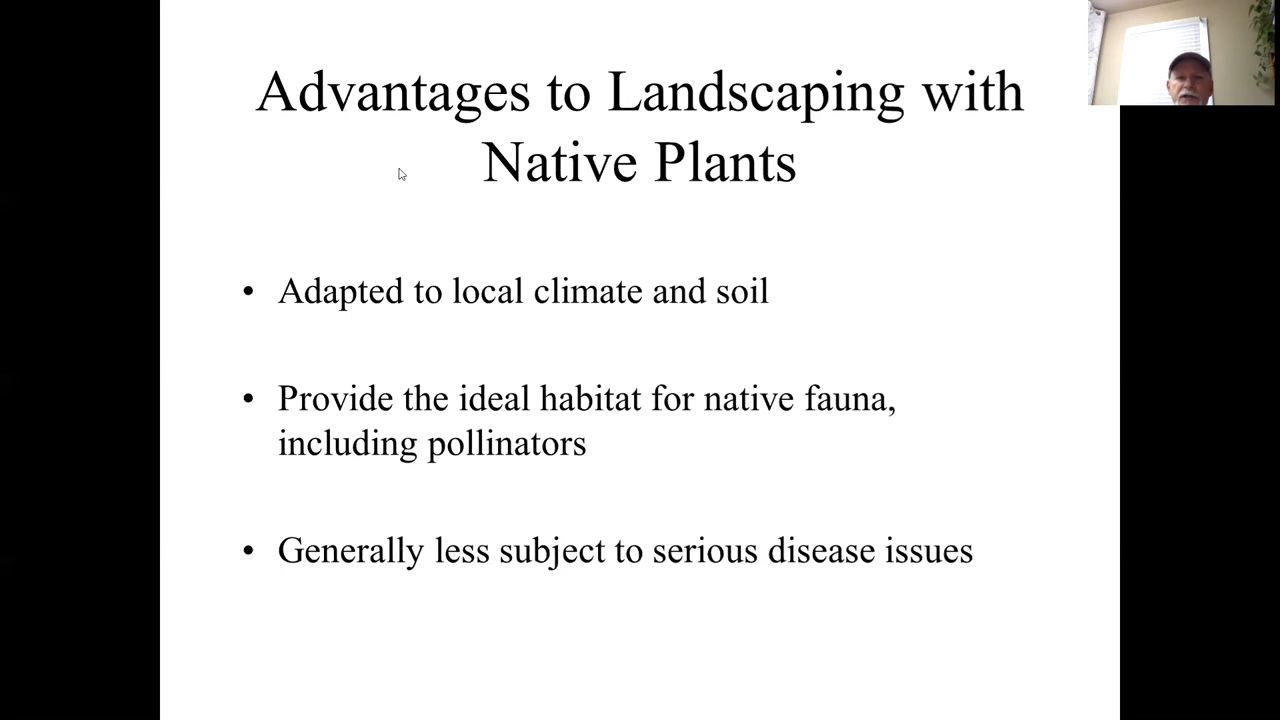 Advantages to Landscaping with
Native Plants
• Adapted to local climate and soil
• Provide the ideal habitat for native fauna,
including pollinators
• Generally less subject to serious disease issues